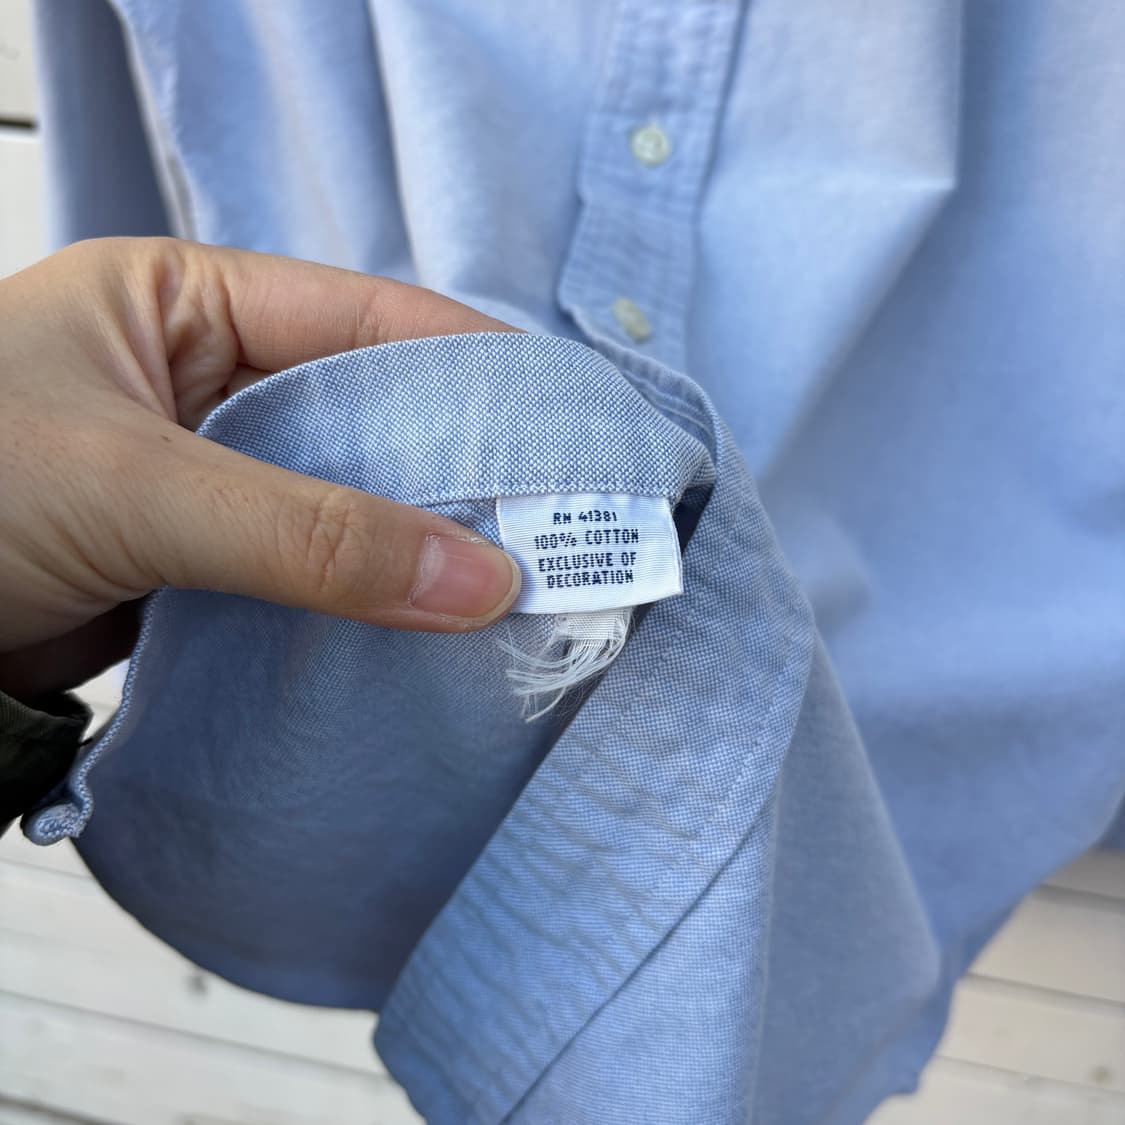 RN 41381
100% COTTON
EXCLUSIVE OF
DECORATION